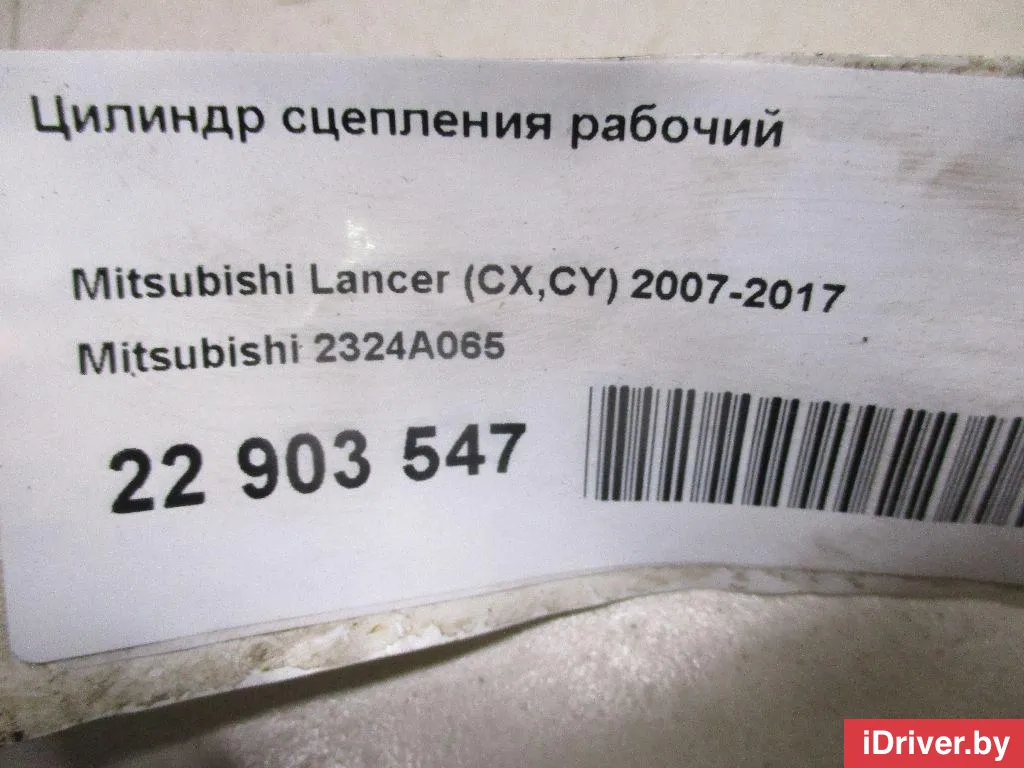 Цилиндр сцепления рабочий
Mitsubishi Lancer (CX,CY) 2007-2017
Mitsubishi 2324A065
22 903 547
iDriver.by